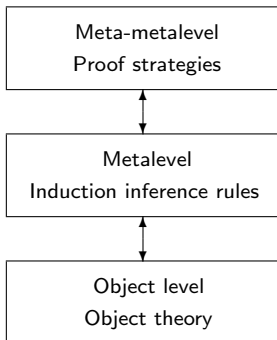 Meta-metalevel
Proof strategies
Metalevel
Induction inference rules
Object level
Object theory